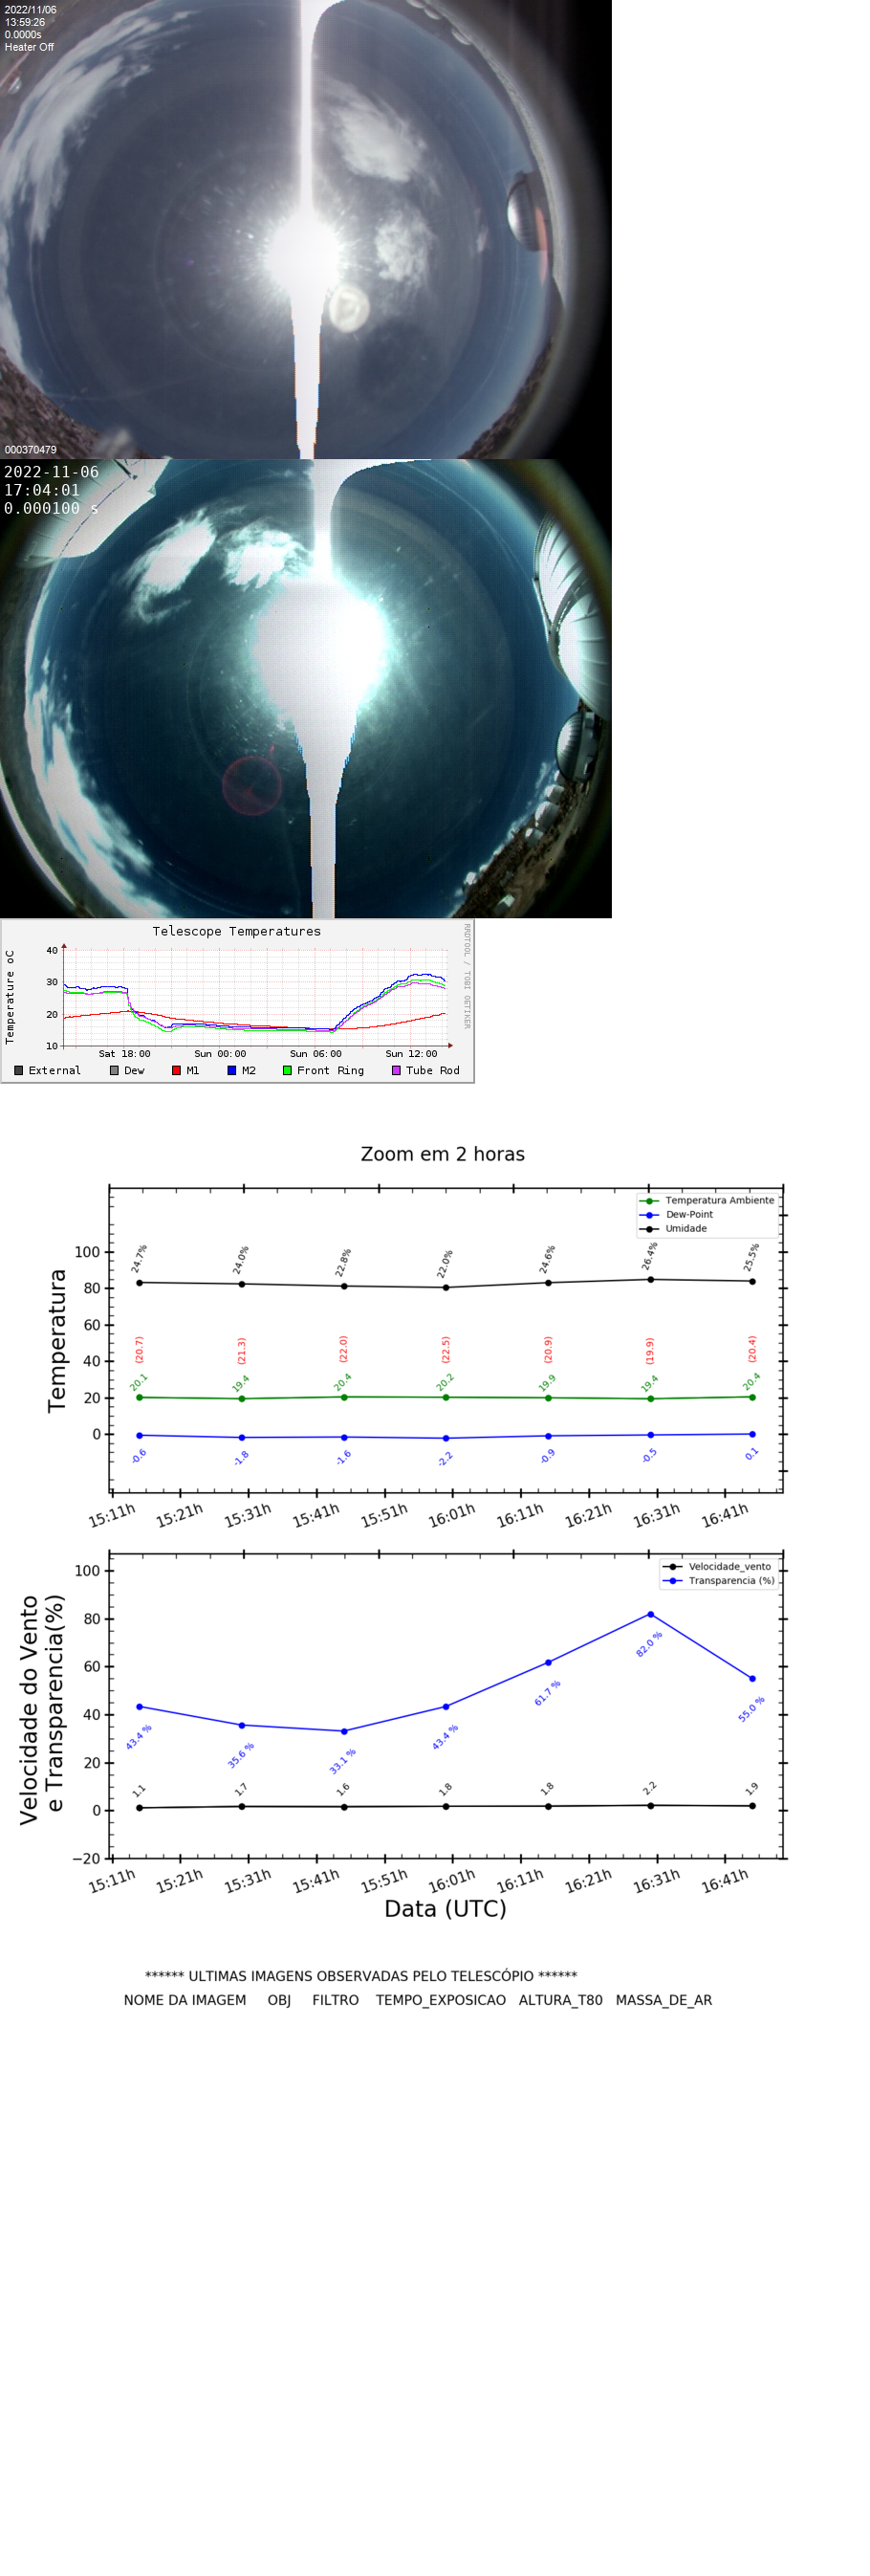 2022/11/06
13:59:26
0.0000s
Heater Off
000370479
2022-11-06
17:04:01
0.000100 s
Telescope Temperatures
RRDTOOL / TOBI OETIKER
Temperature oC
40
30
20
10
Sat 18:00 Sun 00:00 Sun 06:00 Sun 12:00
External Dew M1 M2 Front Ring Tube Rod
Zoom em 2 horas
Temperatura Ambiente
Dew-Point
Umidade
Temperatura
100
80
60
40
20
0
24.7% 24.0% 22.8% 22.0% 24.6% 26.4% 25.5%
(20.7) (21.3) (22.0) (22.5) (20.9) (19.9) (20.4)
20.1 19.4 20.4 20.2 19.9 19.4 20.4
-0.6 -1.8 -1.6 -2.2 -0.9 -0.5 0.1
15:11h 15:21h 15:31h 15:41h 15:51h 16:01h 16:11h 16:21h 16:31h 16:41h
Velocidade_vento
Transparencia (%)
Velocidade do Vento
e Transparencia(%)
100
80
60
40
20
0
−20
43.4 % 35.6 % 33.1 % 43.4 % 61.7 % 82.0 % 55.0 %
1.1 1.7 1.6 1.8 1.8 2.2 1.9
15:11h 15:21h 15:31h 15:41h 15:51h 16:01h 16:11h 16:21h 16:31h 16:41h
Data (UTC)
****** ULTIMAS IMAGENS OBSERVADAS PELO TELESCÓPIO ******
NOME DA IMAGEM OBJ FILTRO TEMPO_EXPOSICAO ALTURA_T80 MASSA_DE_AR